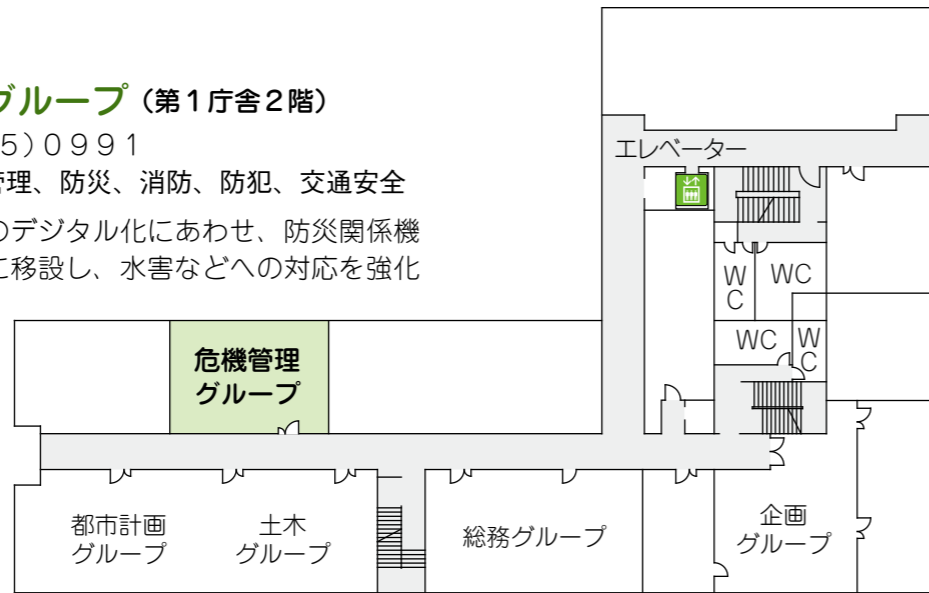 グループ（第１庁舎２階）
５）０９９１
管理、防災、消防、防犯、交通安全
のデジタル化にあわせ、防災関係機
に移設し、水害などへの対応を強化
エレベーター
WC
WC
WC
WC
危機管理
グループ
都市計画
グループ
土木
グループ
総務グループ
企画
グループ